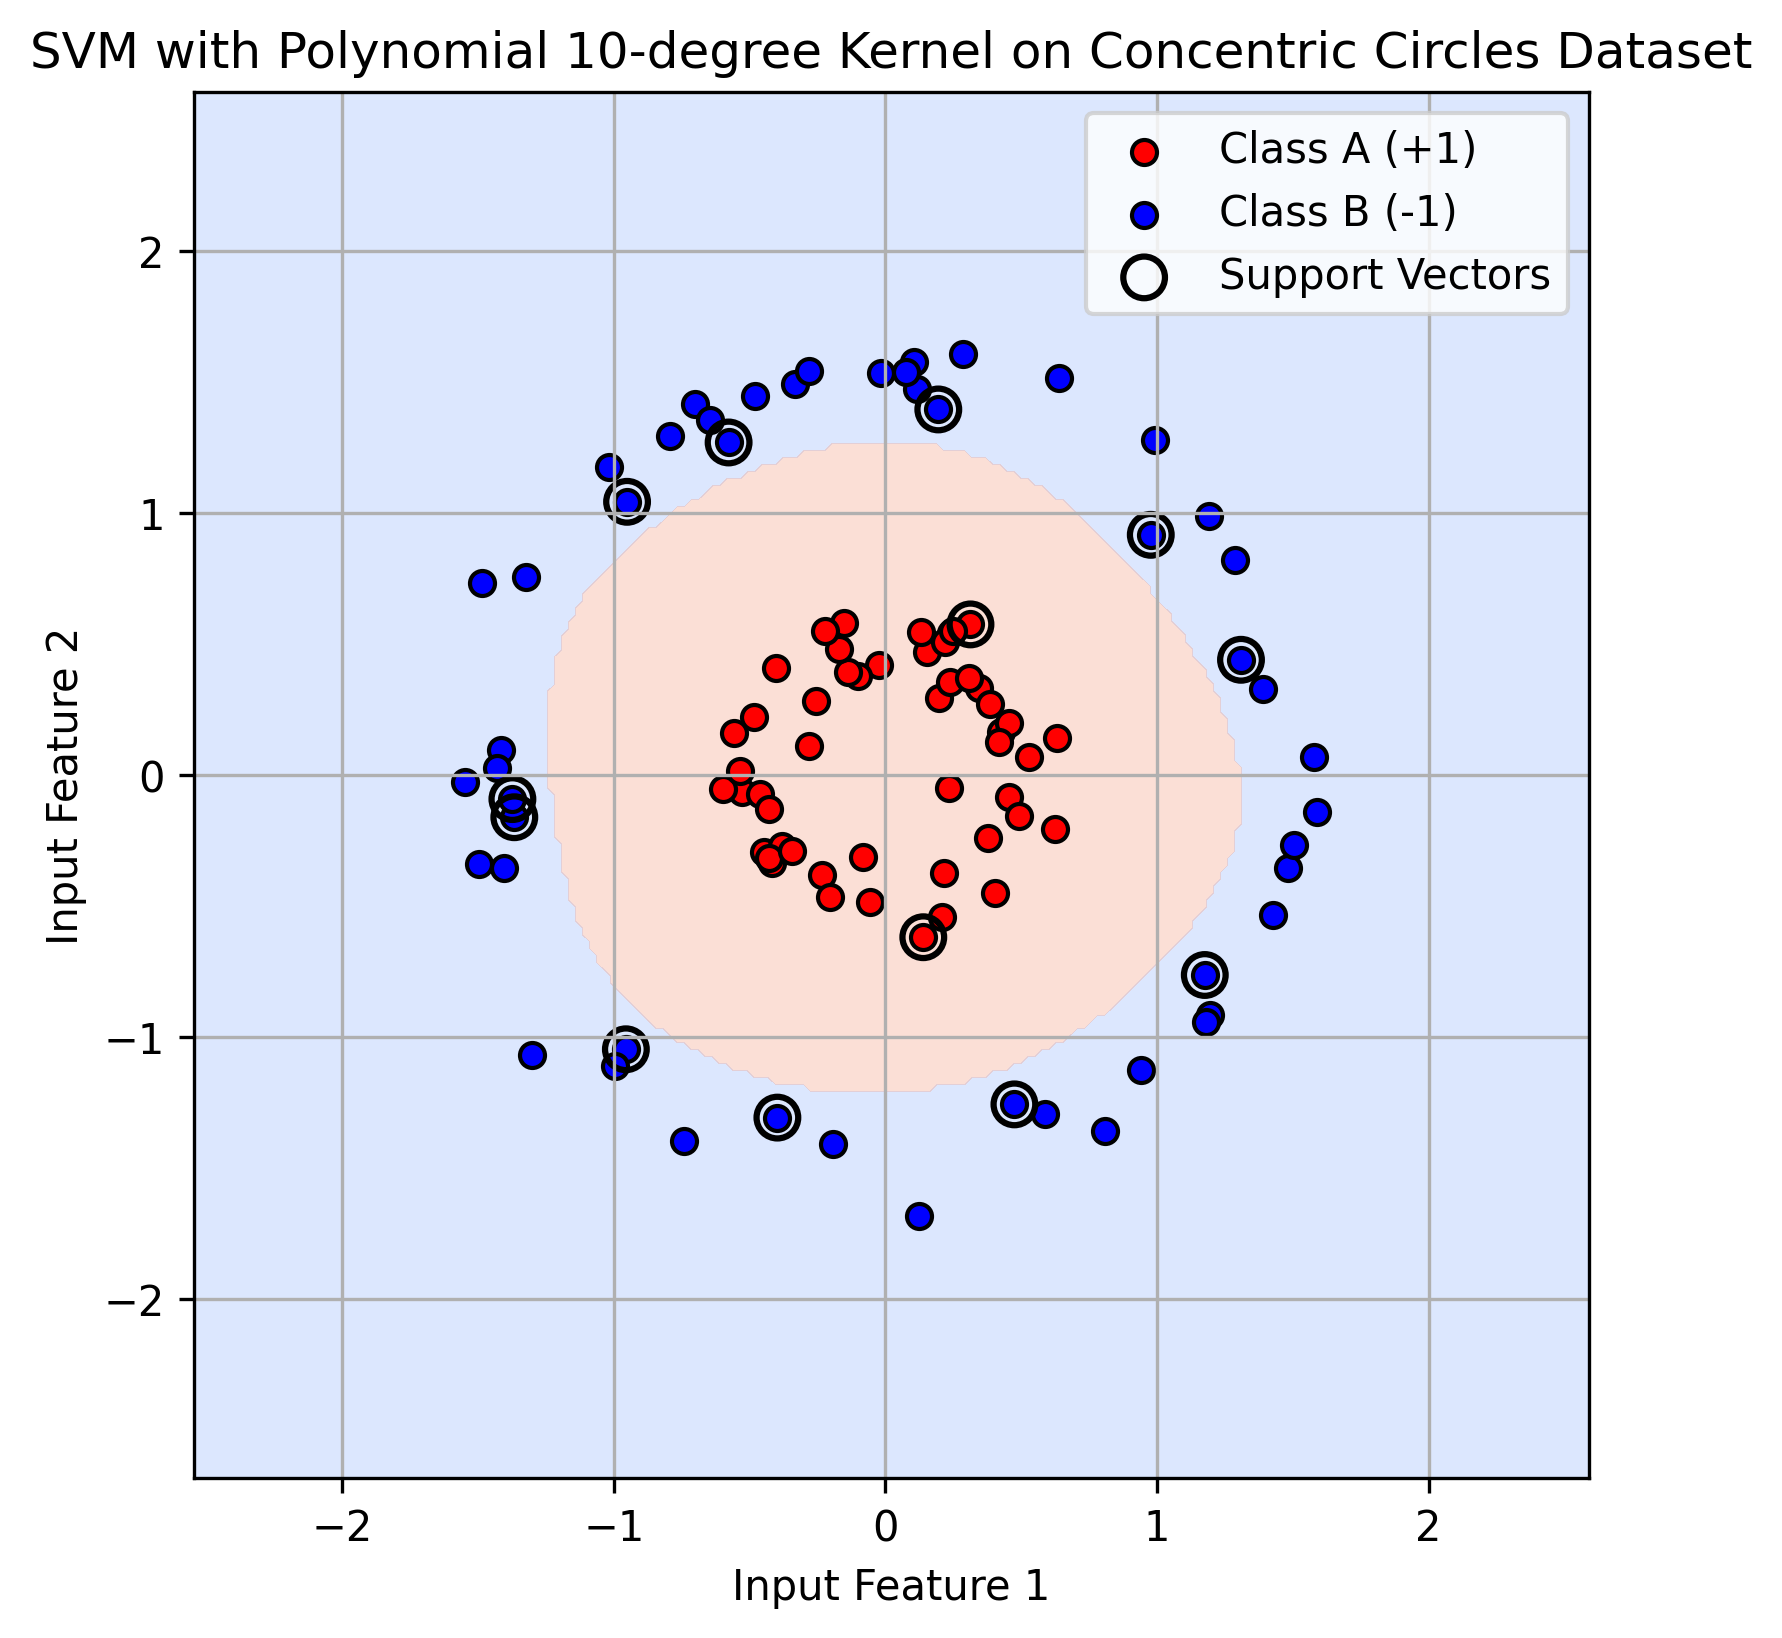 SVM with Polynomial 10-degree Kernel on Concentric Circles Dataset
Class A (+1)
Class B (-1)
Support Vectors
2
1
0
−1
−2
Input Feature 2
−2
−1
0
1
2
Input Feature 1